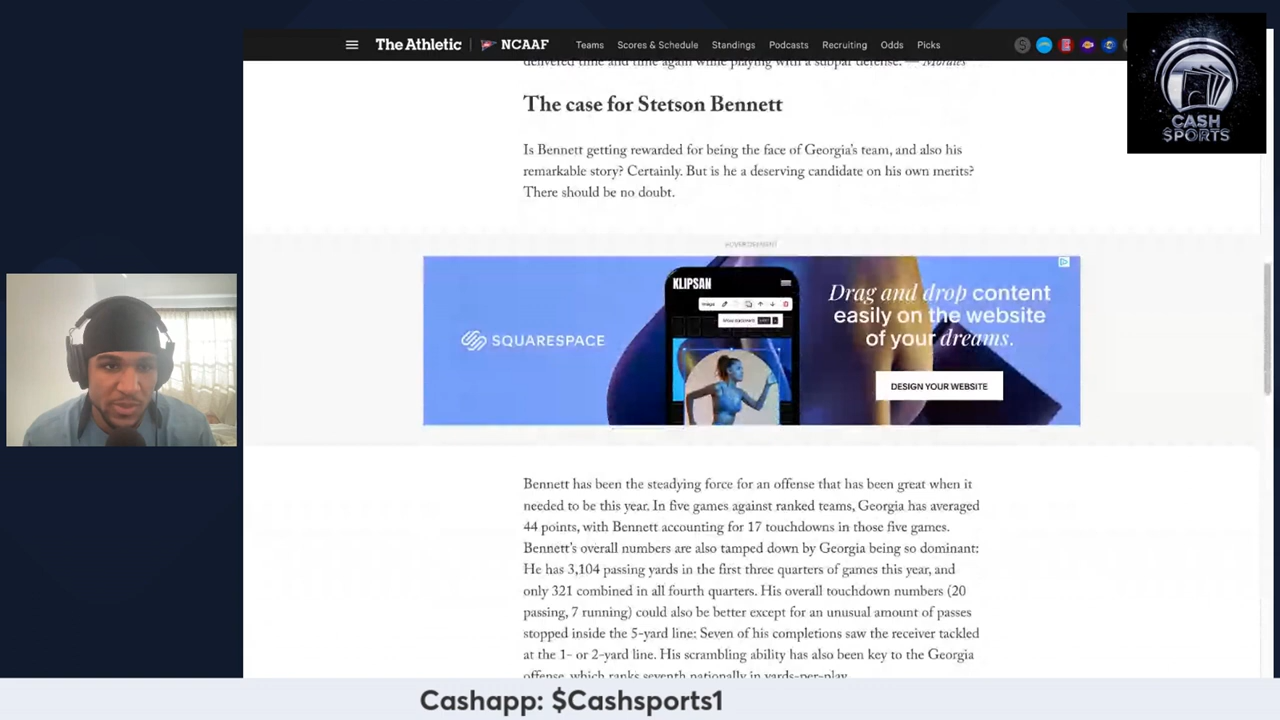 The Athletic NCAAF Teams Scores & Schedule Standings Podcasts Recruiting Odds Picks
CASH
$PORTS
delivered time and time again while playing with a subpar defense. — Morales
The case for Stetson Bennett
Is Bennett getting rewarded for being the face of Georgia's team, and also his
remarkable story? Certainly. But is he a deserving candidate on his own merits?
There should be no doubt.
ADVERTISEMENT
KLIPSAN
SQUARESPACE
Drag and drop content
easily on the website
of your dreams.
DESIGN YOUR WEBSITE
Bennett has been the steadying force for an offense that has been great when it
needed to be this year. In five games against ranked teams, Georgia has averaged
44 points, with Bennett accounting for 17 touchdowns in those five games.
Bennett's overall numbers are also tamped down by Georgia being so dominant:
He has 3,104 passing yards in the first three quarters of games this year, and
only 321 combined in all fourth quarters. His overall touchdown numbers (20
passing, 7 running) could also be better except for an unusual amount of passes
stopped inside the 5-yard line: Seven of his completions saw the receiver tackled
at the 1- or 2-yard line. His scrambling ability has also been key to the Georgia
offense, which ranks seventh nationally in yards-per-play.
Cashapp: $Cashsports1